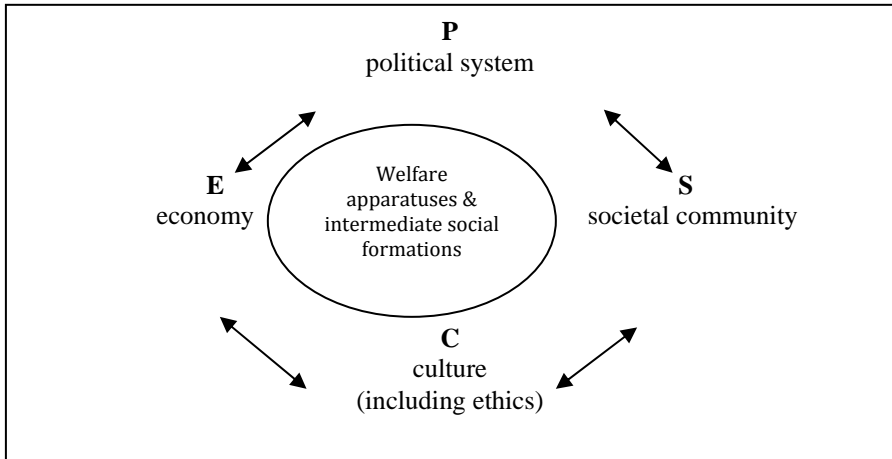 P
political system
Welfare
apparatuses &
intermediate social
formations
E
economy
S
societal community
C
culture
(including ethics)